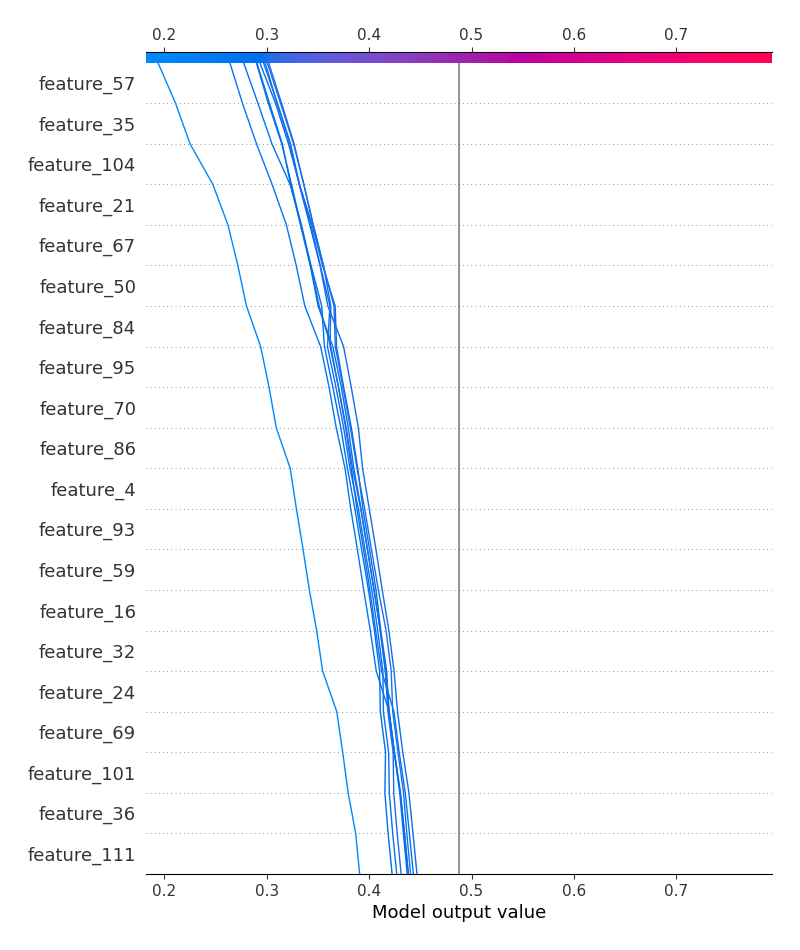 0.2 0.3 0.4 0.5 0.6 0.7
feature_57
feature_35
feature_104
feature_21
feature_67
feature_50
feature_84
feature_95
feature_70
feature_86
feature_4
feature_93
feature_59
feature_16
feature_32
feature_24
feature_69
feature_101
feature_36
feature_111
0.2 0.3 0.4 0.5 0.6 0.7
Model output value